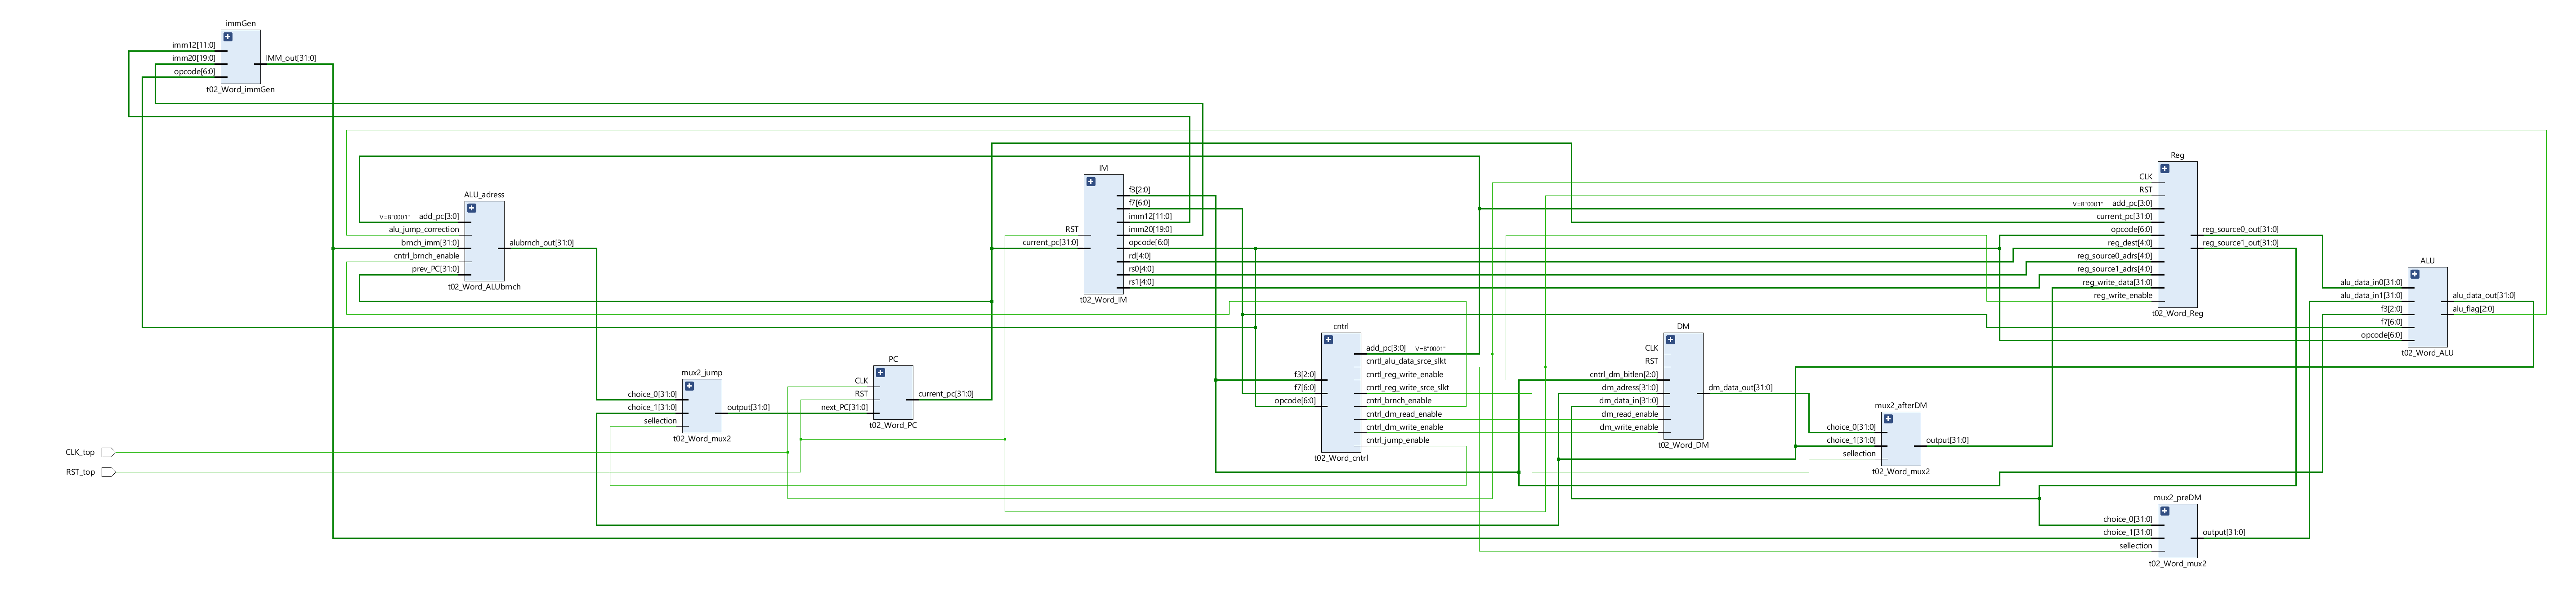 immGen
imm12[11:0]
imm20[19:0]
opcode[6:0]
IMM_out[31:0]
t02_Word_immGen
ALU_adress
V=B"0001" add_pc[3:0]
alu_jump_correction
brnch_imm[31:0]
cntrl_brnch_enable
prev_PC[31:0]
alubrnch_out[31:0]
t02_Word_ALUbrnch
mux2_jump
choice_0[31:0]
choice_1[31:0]
sellection
output[31:0]
t02_Word_mux2
PC
CLK
RST
next_PC[31:0]
current_pc[31:0]
t02_Word_PC
CLK_top
RST_top
IM
RST
current_pc[31:0]
f3[2:0]
f7[6:0]
imm12[11:0]
imm20[19:0]
opcode[6:0]
rd[4:0]
rs0[4:0]
rs1[4:0]
t02_Word_IM
cntrl
f3[2:0]
f7[6:0]
opcode[6:0]
add_pc[3:0] V=B"0001"
cnrtl_alu_data_srce_slkt
cnrtl_reg_write_enable
cnrtl_reg_write_srce_slkt
cntrl_brnch_enable
cntrl_dm_read_enable
cntrl_dm_write_enable
cntrl_jump_enable
t02_Word_cntrl
DM
CLK
RST
cntrl_dm_bitlen[2:0]
dm_adress[31:0]
dm_data_in[31:0]
dm_read_enable
dm_write_enable
dm_data_out[31:0]
t02_Word_DM
mux2_afterDM
choice_0[31:0]
choice_1[31:0]
sellection
output[31:0]
t02_Word_mux2
Reg
CLK
RST
V=B"0001" add_pc[3:0]
current_pc[31:0]
opcode[6:0]
reg_dest[4:0]
reg_source0_adrs[4:0]
reg_source1_adrs[4:0]
reg_write_data[31:0]
reg_write_enable
reg_source0_out[31:0]
reg_source1_out[31:0]
t02_Word_Reg
ALU
alu_data_in0[31:0]
alu_data_in1[31:0]
f3[2:0]
f7[6:0]
opcode[6:0]
alu_data_out[31:0]
alu_flag[2:0]
t02_Word_ALU
mux2_preDM
choice_0[31:0]
choice_1[31:0]
sellection
output[31:0]
t02_Word_mux2